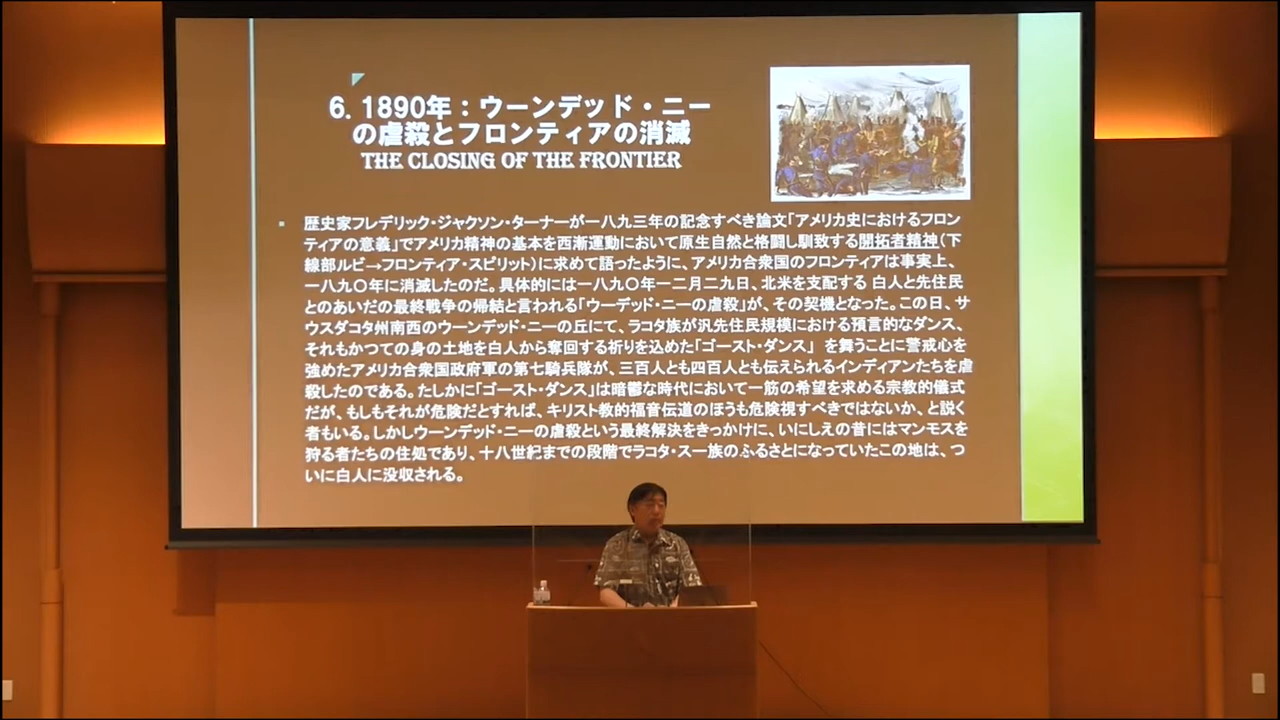 6. 1890年：ウーンデッド・ニー
の虐殺とフロンティアの消滅
THE CLOSING OF THE FRONTIER
歴史家フレデリック・ジャクソン・ターナーが一八九三年の記念すべき論文「アメリカ史におけるフロン
ティアの意義」でアメリカ精神の基本を西漸運動において原生自然と格闘し馴致する開拓者精神（下
線部ルビ→フロンティア・スピリット）に求めて語ったように、アメリカ合衆国のフロンティアは事実上、
一八九〇年に消滅したのだ。具体的には一八九〇年一二月二九日、北米を支配する 白人と先住民
とのあいだの最終戦争の帰結と言われる「ウーデッド・ニーの虐殺」が、その契機となった。この日、サ
ウスダコタ州南西のウーンデッド・ニーの丘にて、ラコタ族が汎先住民規模における預言的なダンス、
それもかつての身の土地を白人から奪回する祈りを込めた「ゴースト・ダンス」 を舞うことに警戒心を
強めたアメリカ合衆国政府軍の第七騎兵隊が、三百人とも四百人とも伝えられるインディアンたちを虐
殺したのである。たしかに「ゴースト・ダンス」は暗鬱な時代において一筋の希望を求める宗教的儀式
だが、もしもそれが危険だとすれば、キリスト教的福音伝道のほうも危険視すべきではないか、と説く
者もいる。しかしウーンデッド・ニーの虐殺という最終解決をきっかけに、いにしえの昔にはマンモスを
狩る者たちの住処であり、十八世紀までの段階でラコタ・スー族のふるさとになっていたこの地は、つ
いに白人に没収される。